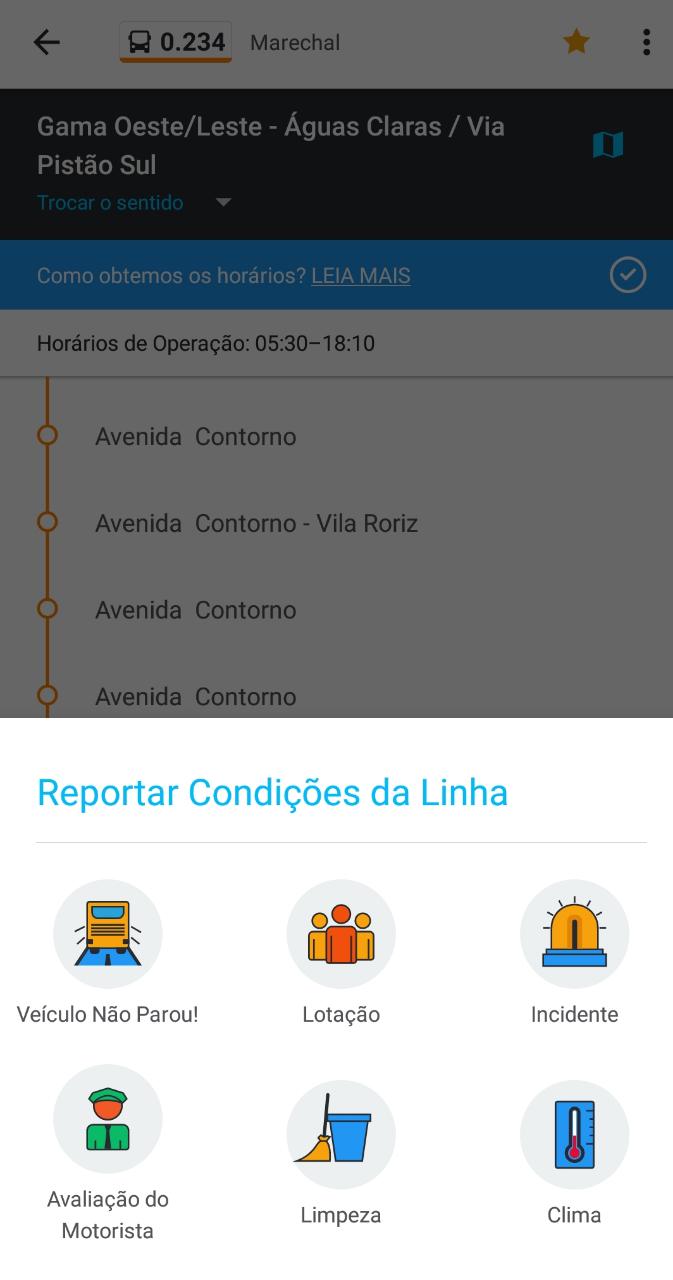 0.234 Marechal
Gama Oeste/Leste - Águas Claras / Via
Pistão Sul
Trocar o sentido
Como obtemos os horários? LEIA MAIS
Horários de Operação: 05:30–18:10
Avenida Contorno
Avenida Contorno - Vila Roriz
Avenida Contorno
Avenida Contorno
Reportar Condições da Linha
Veículo Não Parou! Lotação Incidente
Avaliação do
Motorista Limpeza Clima